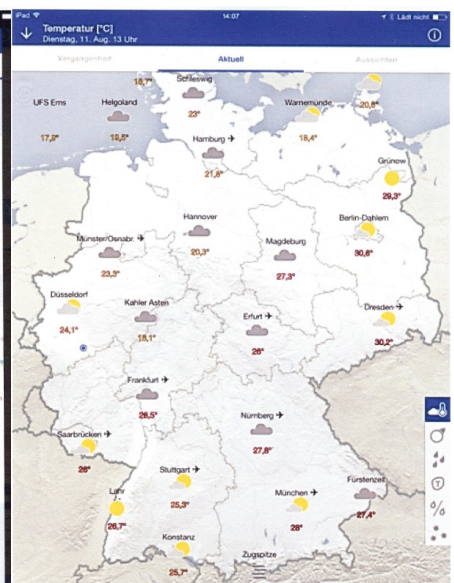 iPad 14:07 Lädt nicht
Temperatur [°C]
Dienstag, 11. Aug. 13 Uhr
Vergangenheit Aktuell Aussichten
18,7° Schleswig
UFS Ems Helgoland Warnemünde 20,8°
23°
17,9° 19,5° 18,4°
Hamburg
21,8° Grünow
29,3°
Hannover Berlin-Dahlem
Münster/Osnabr. 20,3° Magdeburg 30,6°
23,3° 27,3°
Düsseldorf Kahler Asten Dresden
24,1° 18,1° Erfurt 30,2°
26°
Frankfurt
26,5° Nürnberg
Saarbrücken 27,8°
26° Stuttgart Fürstenzell
Lahr 25,3° München 27,4°
26,7° 28°
Konstanz Zugspitze
25,7°